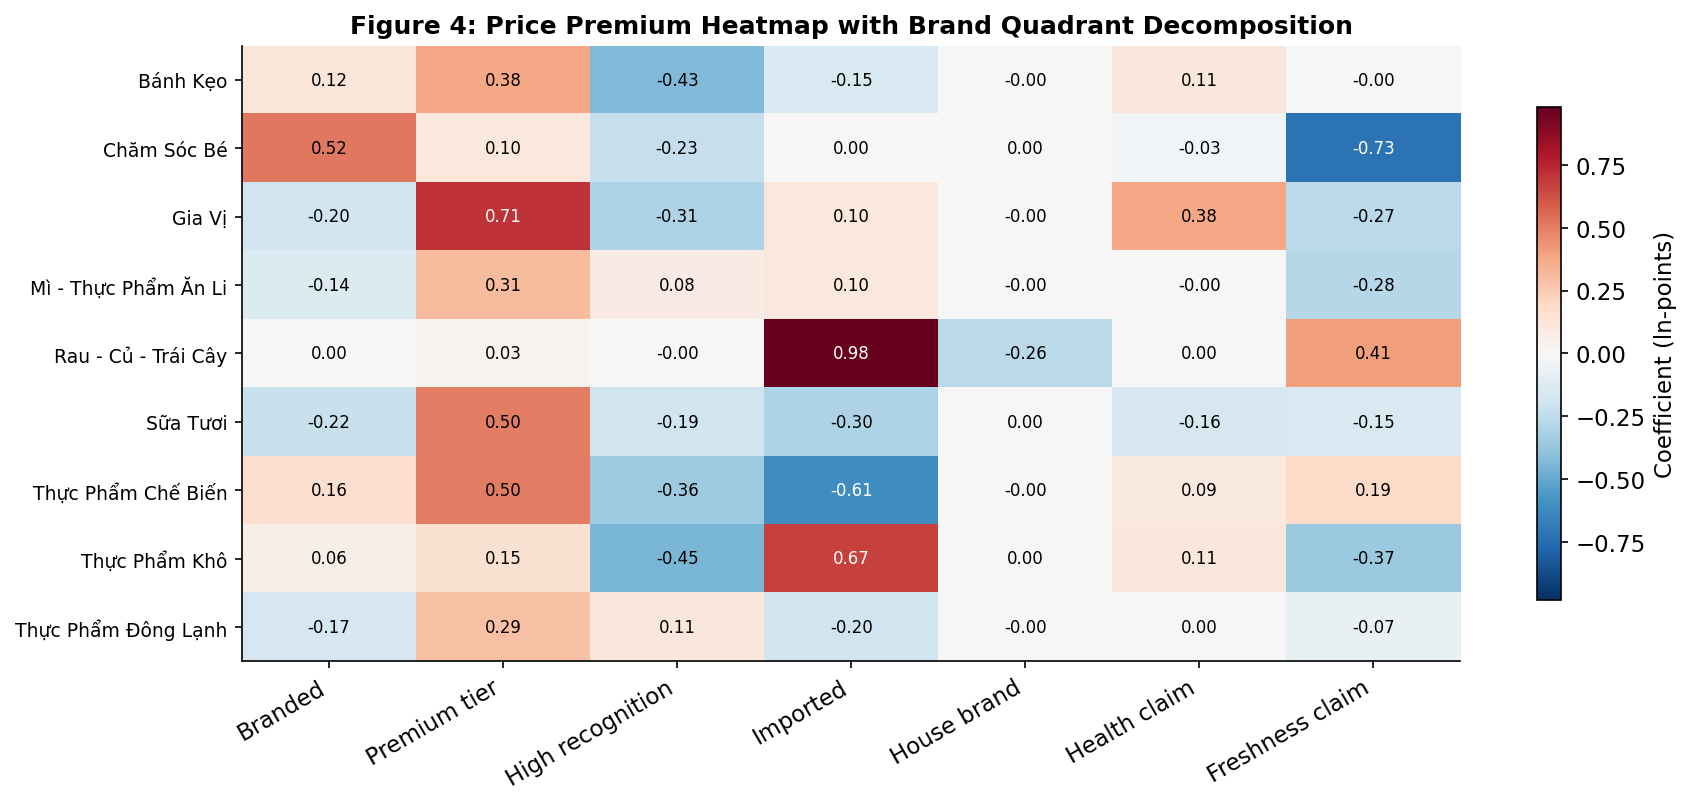 Figure 4: Price Premium Heatmap with Brand Quadrant Decomposition
Bánh Kẹo 0.12 0.38 -0.43 -0.15 -0.00 0.11 -0.00
Chăm Sóc Bé 0.52 0.10 -0.23 0.00 0.00 -0.03 -0.73
Gia Vị -0.20 0.71 -0.31 0.10 -0.00 0.38 -0.27
Mì - Thực Phẩm Ăn Li -0.14 0.31 0.08 0.10 -0.00 -0.00 -0.28
Rau - Củ - Trái Cây 0.00 0.03 -0.00 0.98 -0.26 0.00 0.41
Sữa Tươi -0.22 0.50 -0.19 -0.30 0.00 -0.16 -0.15
Thực Phẩm Chế Biến 0.16 0.50 -0.36 -0.61 -0.00 0.09 0.19
Thực Phẩm Khô 0.06 0.15 -0.45 0.67 0.00 0.11 -0.37
Thực Phẩm Đông Lạnh -0.17 0.29 0.11 -0.20 -0.00 0.00 -0.07
Branded Premium tier High recognition Imported House brand Health claim Freshness claim
0.75
0.50
0.25
0.00
−0.25
−0.50
−0.75
Coefficient (ln-points)